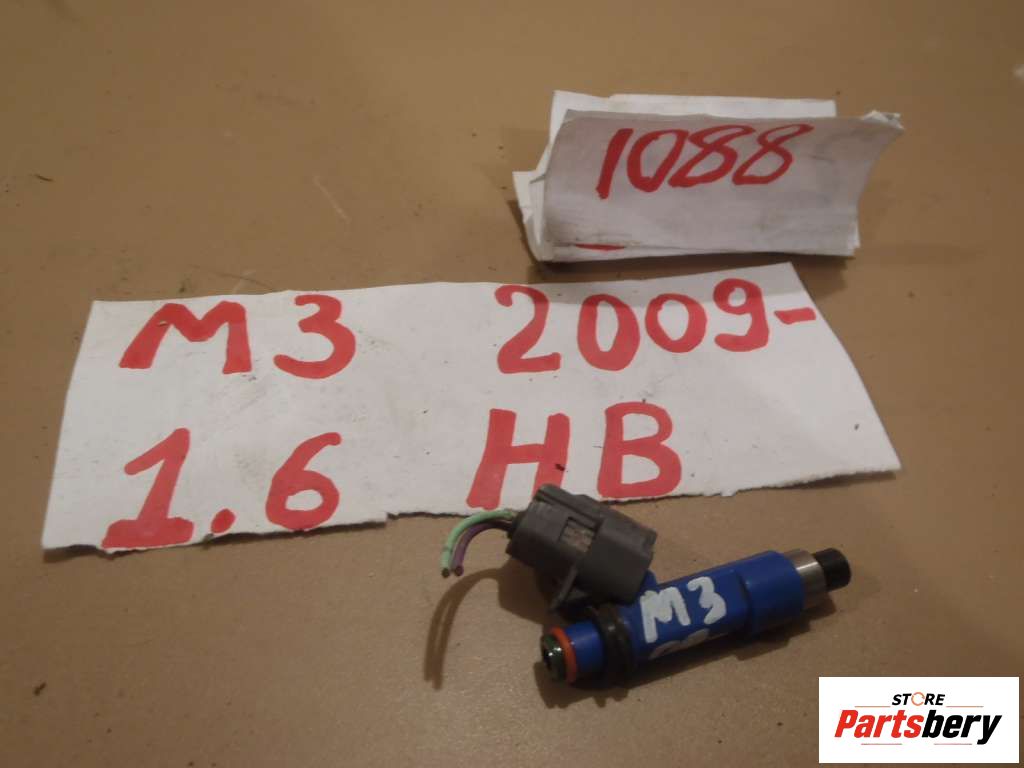 1088
M3 2009-
1.6 HB
M3
STORE
Partsbery